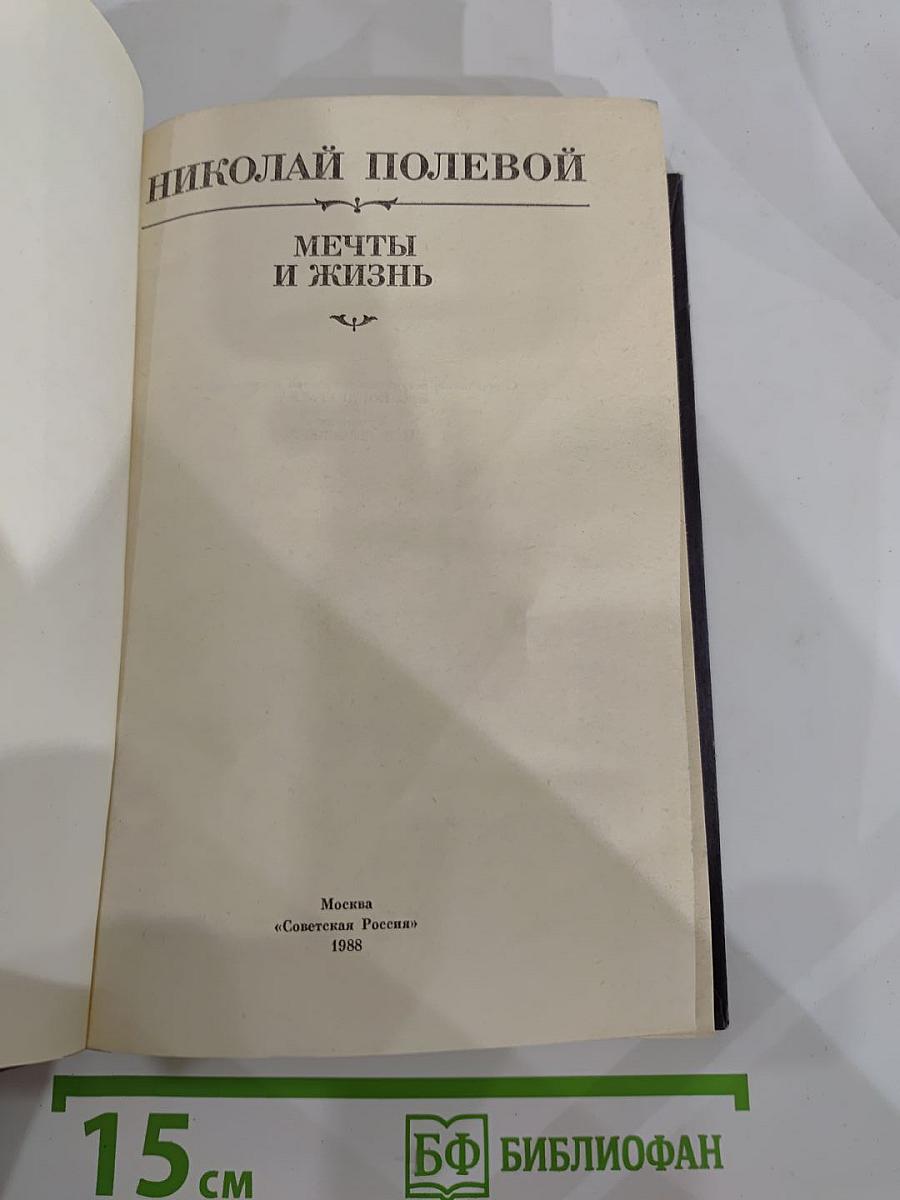 НИКОЛАЙ ПОЛЕВОЙ
МЕЧТЫ
И ЖИЗНЬ
Москва
«Советская Россия»
1988
15 см
БФ БИБЛИОФАН